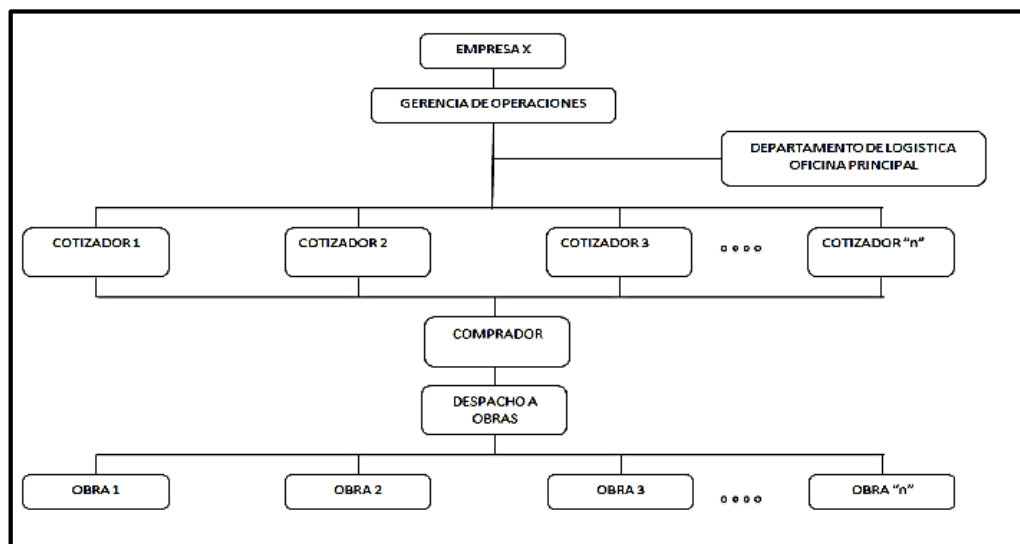 EMPRESA X
GERENCIA DE OPERACIONES
DEPARTAMENTO DE LOGISTICA
OFICINA PRINCIPAL
COTIZADOR 1
COTIZADOR 2
COTIZADOR 3
COTIZADOR "n"
COMPRADOR
DESPACHO A
OBRAS
OBRA 1
OBRA 2
OBRA 3
OBRA "n"